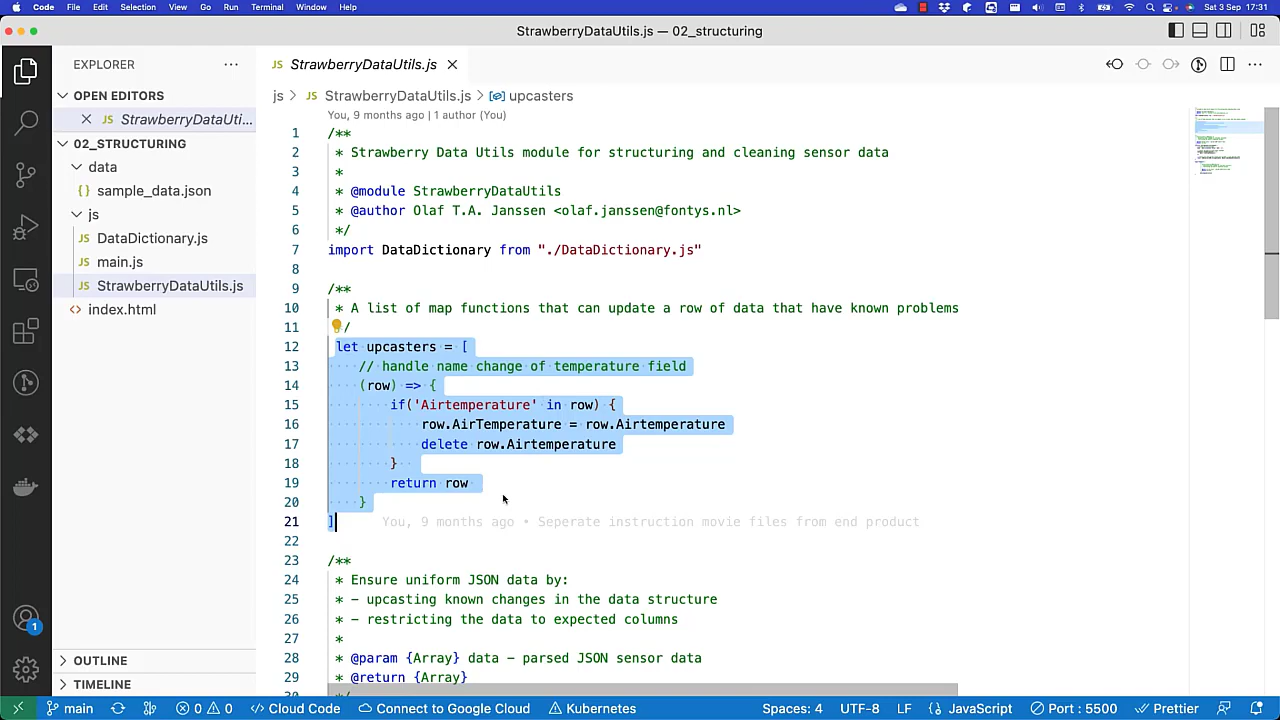 Code File Edit Selection View Go Run Terminal Window Help Sat 3 Sep 17:31
StrawberryDataUtils.js — 02_structuring
EXPLORER ···
JS StrawberryDataUtils.js ×
OPEN EDITORS
JS StrawberryDataUti...
02_STRUCTURING
data
{} sample_data.json
js
JS DataDictionary.js
JS main.js
JS StrawberryDataUtils.js
<> index.html
OUTLINE
TIMELINE
1
js > JS StrawberryDataUtils.js > upcasters
You, 9 months ago | 1 author (You)
1 /**
2 * Strawberry Data Utils module for structuring and cleaning sensor data
3 *
4 * @module StrawberryDataUtils
5 * @author Olaf T.A. Janssen <olaf.janssen@fontys.nl>
6 */
7 import DataDictionary from "./DataDictionary.js"
8
9 /**
10 * A list of map functions that can update a row of data that have known problems
11 /
12 let upcasters = [
13 // handle name change of temperature field
14 (row) => {
15 if('Airtemperature' in row) {
16 row.AirTemperature = row.Airtemperature
17 delete row.Airtemperature
18 }
19 return row
20 }
21 ] You, 9 months ago • Seperate instruction movie files from end product
22
23 /**
24 * Ensure uniform JSON data by:
25 * - upcasting known changes in the data structure
26 * - restricting the data to expected columns
27 *
28 * @param {Array} data - parsed JSON sensor data
29 * @return {Array}
30 */
main 0 0 </> Cloud Code Connect to Google Cloud Kubernetes Spaces: 4 UTF-8 LF {} JavaScript Port : 5500 Prettier